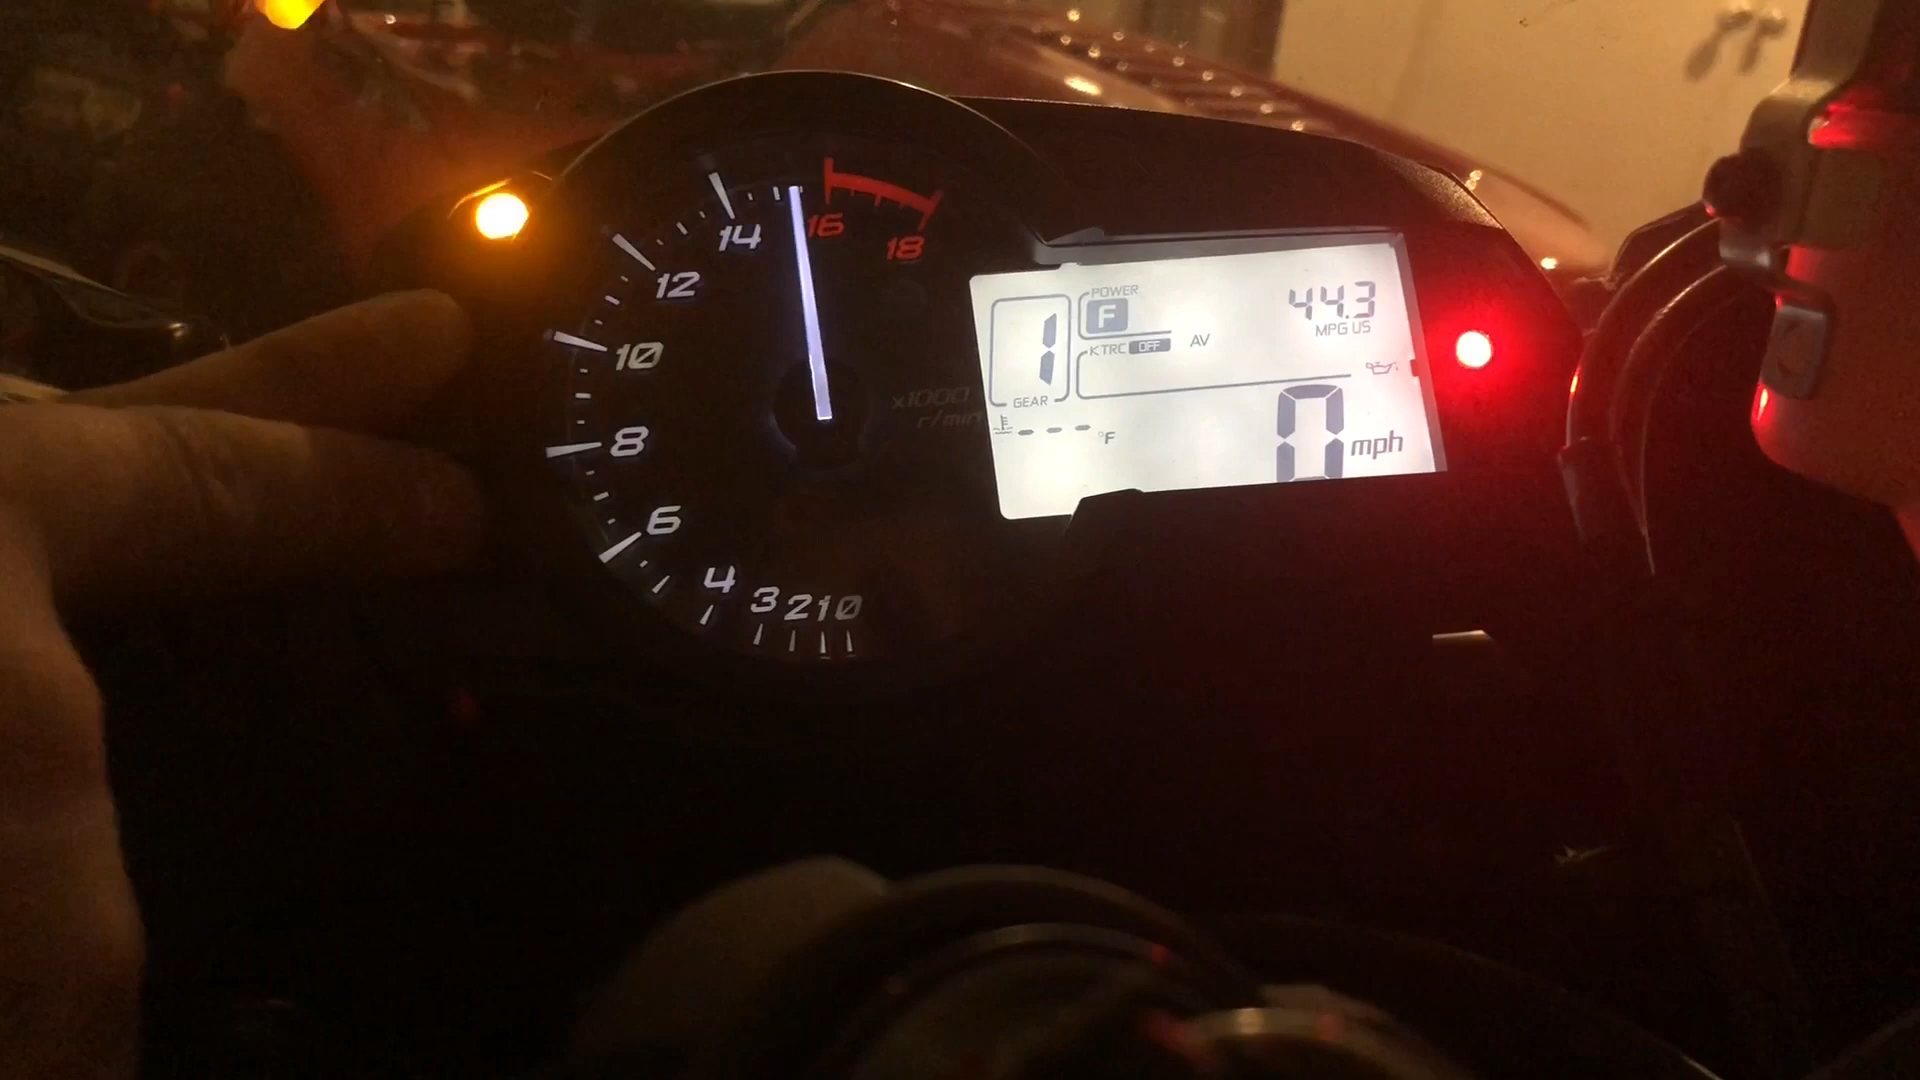 14
16
18
12
10
8
6
4
3
2
1
0
x1000
r/min
1
GEAR
POWER
F
KTRC OFF
AV
44.3
MPG US
- - - °F
0 mph